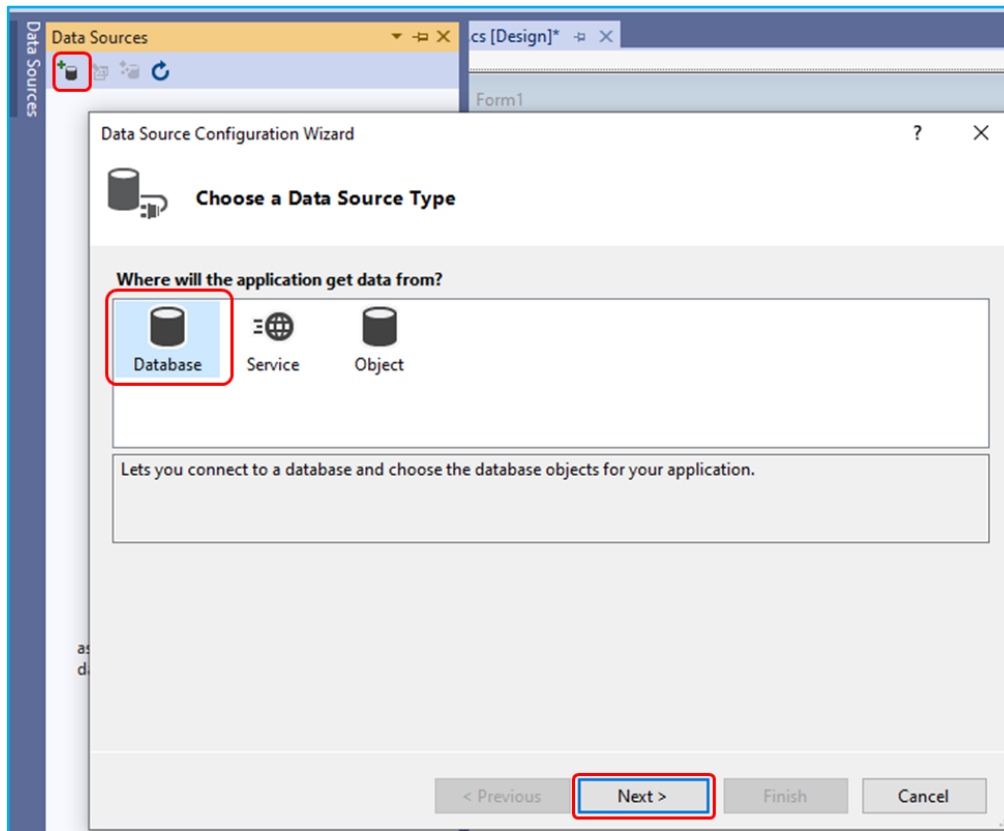 Data Sources
Data Sources
.cs [Design]*
Form1
Data Source Configuration Wizard
?
Choose a Data Source Type
Where will the application get data from?
Database
Service
Object
Lets you connect to a database and choose the database objects for your application.
as
da
< Previous
Next >
Finish
Cancel